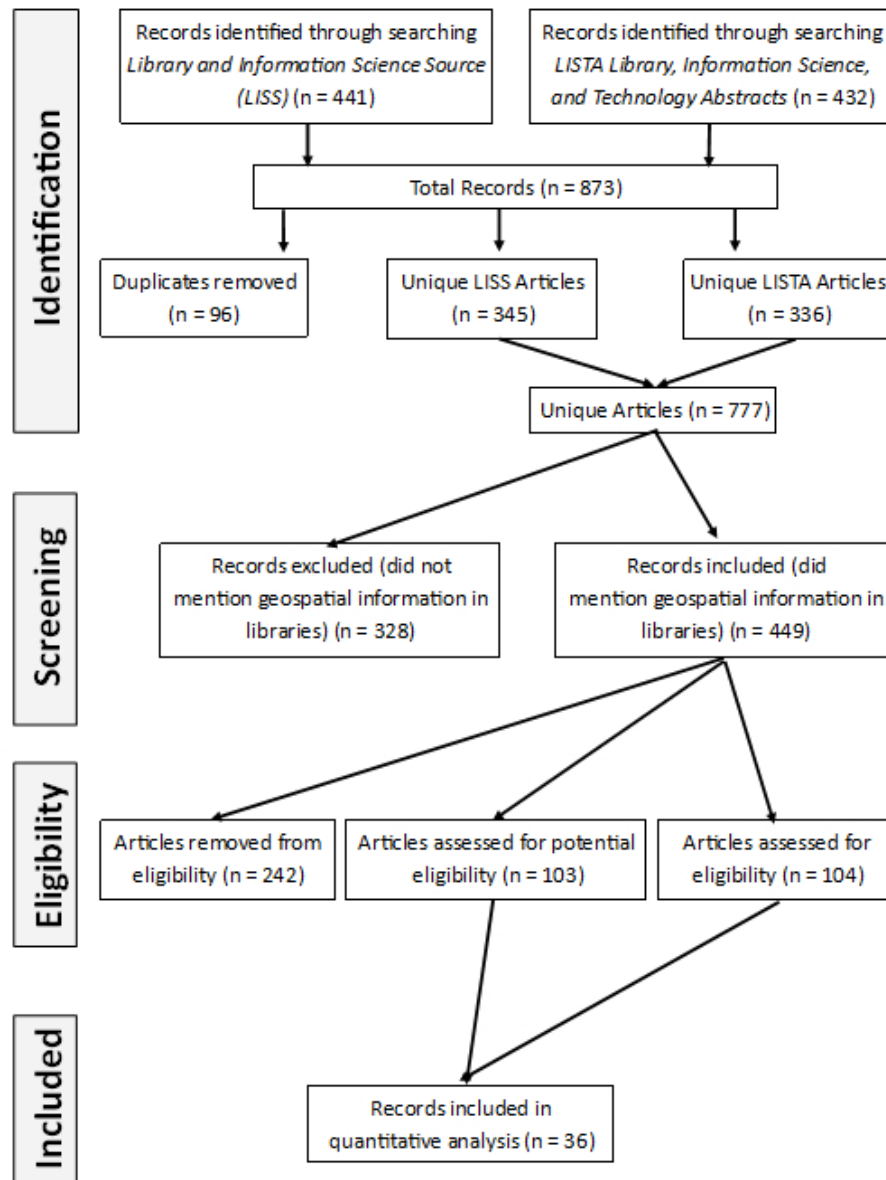 Identification
Records identified through searching
Library and Information Science Source
(LISS) (n = 441)
Records identified through searching
LISTA Library, Information Science,
and Technology Abstracts (n = 432)
Total Records (n = 873)
Duplicates removed
(n = 96)
Unique LISS Articles
(n = 345)
Unique LISTA Articles
(n = 336)
Unique Articles (n = 777)
Screening
Records excluded (did not
mention geospatial information in
libraries) (n = 328)
Records included (did
mention geospatial information in
libraries) (n = 449)
Eligibility
Articles removed from
eligibility (n = 242)
Articles assessed for potential
eligibility (n = 103)
Articles assessed for
eligibility (n = 104)
Included
Records included in
quantitative analysis (n = 36)